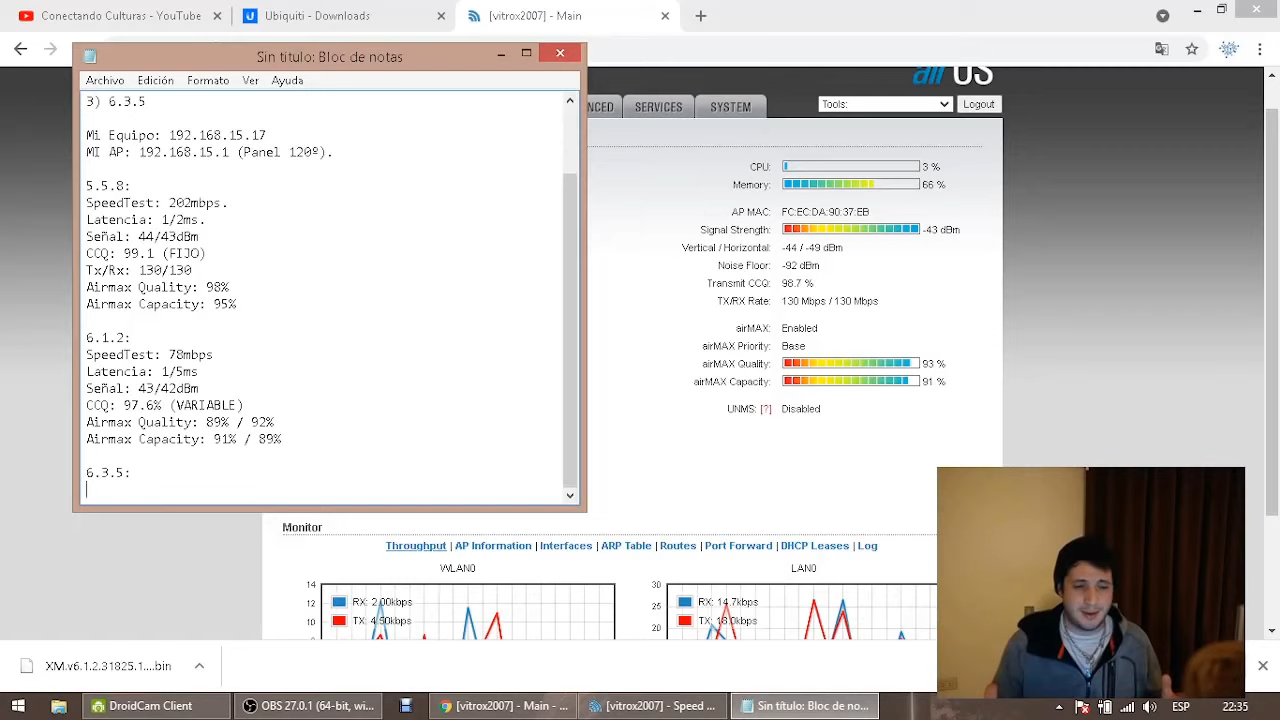 Conectando Culturas - YouTube
Ubiquiti - Downloads
[vitrox2007] - Main
Sin título: Bloc de notas
Archivo Edición Formato Ver Ayuda
3) 6.3.5
Mi Equipo: 192.168.15.17
MI AP: 192.168.15.1 (Panel 120º).
5.5.8:
SpeedTest: 202mbps.
Latencia: 1/2ms.
Señal: 44/43dBm
CCQ: 99.1 (FIJO)
Tx/Rx: 130/130
Airmax Quality: 98%
Airmax Capacity: 95%
6.1.2:
SpeedTest: 78mbps
Latencia: 1/5ms
Señal: 43/42dBm
CCQ: 97.6% (VARIABLE)
Airmax Quality: 89% / 92%
Airmax Capacity: 91% / 89%
6.3.5:
air OS
NCED SERVICES SYSTEM
Tools: Logout
CPU: 3 %
Memory: 66 %
AP MAC: FC:EC:DA:90:37:EB
Signal Strength: -43 dBm
Vertical / Horizontal: -44 / -49 dBm
Noise Floor: -92 dBm
Transmit CCQ: 98.7 %
TX/RX Rate: 130 Mbps / 130 Mbps
airMAX: Enabled
airMAX Priority: Base
airMAX Quality: 93 %
airMAX Capacity: 91 %
UNMS: [?] Disabled
Monitor
Throughput | AP Information | Interfaces | ARP Table | Routes | Port Forward | DHCP Leases | Log
WLAN0
14
12
10
RX: 2.00kbps
TX: 4.50kbps
LAN0
30
25
20
RX: 14.7kbps
TX: 18.0kbps
XM.v6.1.2.31825.1....bin
DroidCam Client
OBS 27.0.1 (64-bit, w...
[vitrox2007] - Main - ...
[vitrox2007] - Speed ...
Sin título: Bloc de no...
ESP
22:35